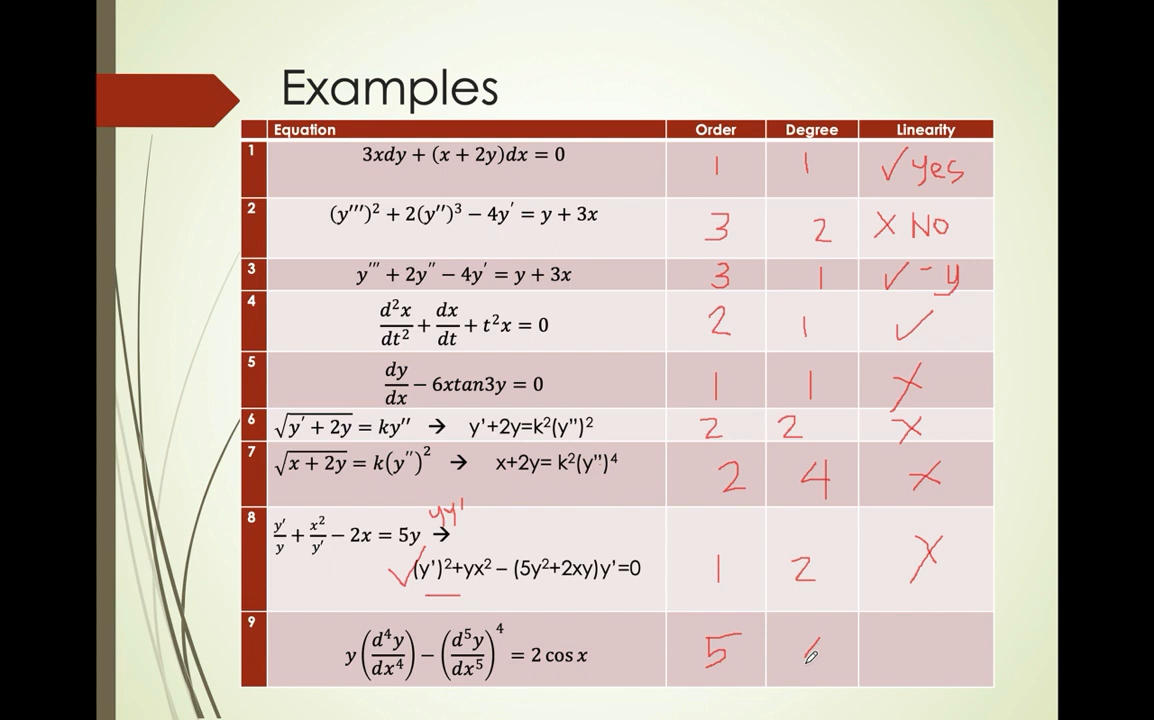 Examples
Equation Order Degree Linearity
1 3xdy + (x + 2y)dx = 0 1 1 ✓ yes
2 (y′′′)² + 2(y′′)³ − 4y′ = y + 3x 3 2 X No
3 y′′′ + 2y′′ − 4y′ = y + 3x 3 1 ✓ - y
4 d²x/dt² + dx/dt + t²x = 0 2 1 ✓
5 dy/dx − 6xtan3y = 0 1 1 X
6 √(y′ + 2y) = ky′′ → y'+2y=k²(y")² 2 2 X
7 √(x + 2y) = k(y′′)² → x+2y= k²(y")⁴ 2 4 X
yy'
8 y′/y + x²/y′ − 2x = 5y →
✓ (y')²+yx² – (5y²+2xy)y'=0 1 2 X
9 y(d⁴y/dx⁴) − (d⁵y/dx⁵)⁴ = 2 cos x 5